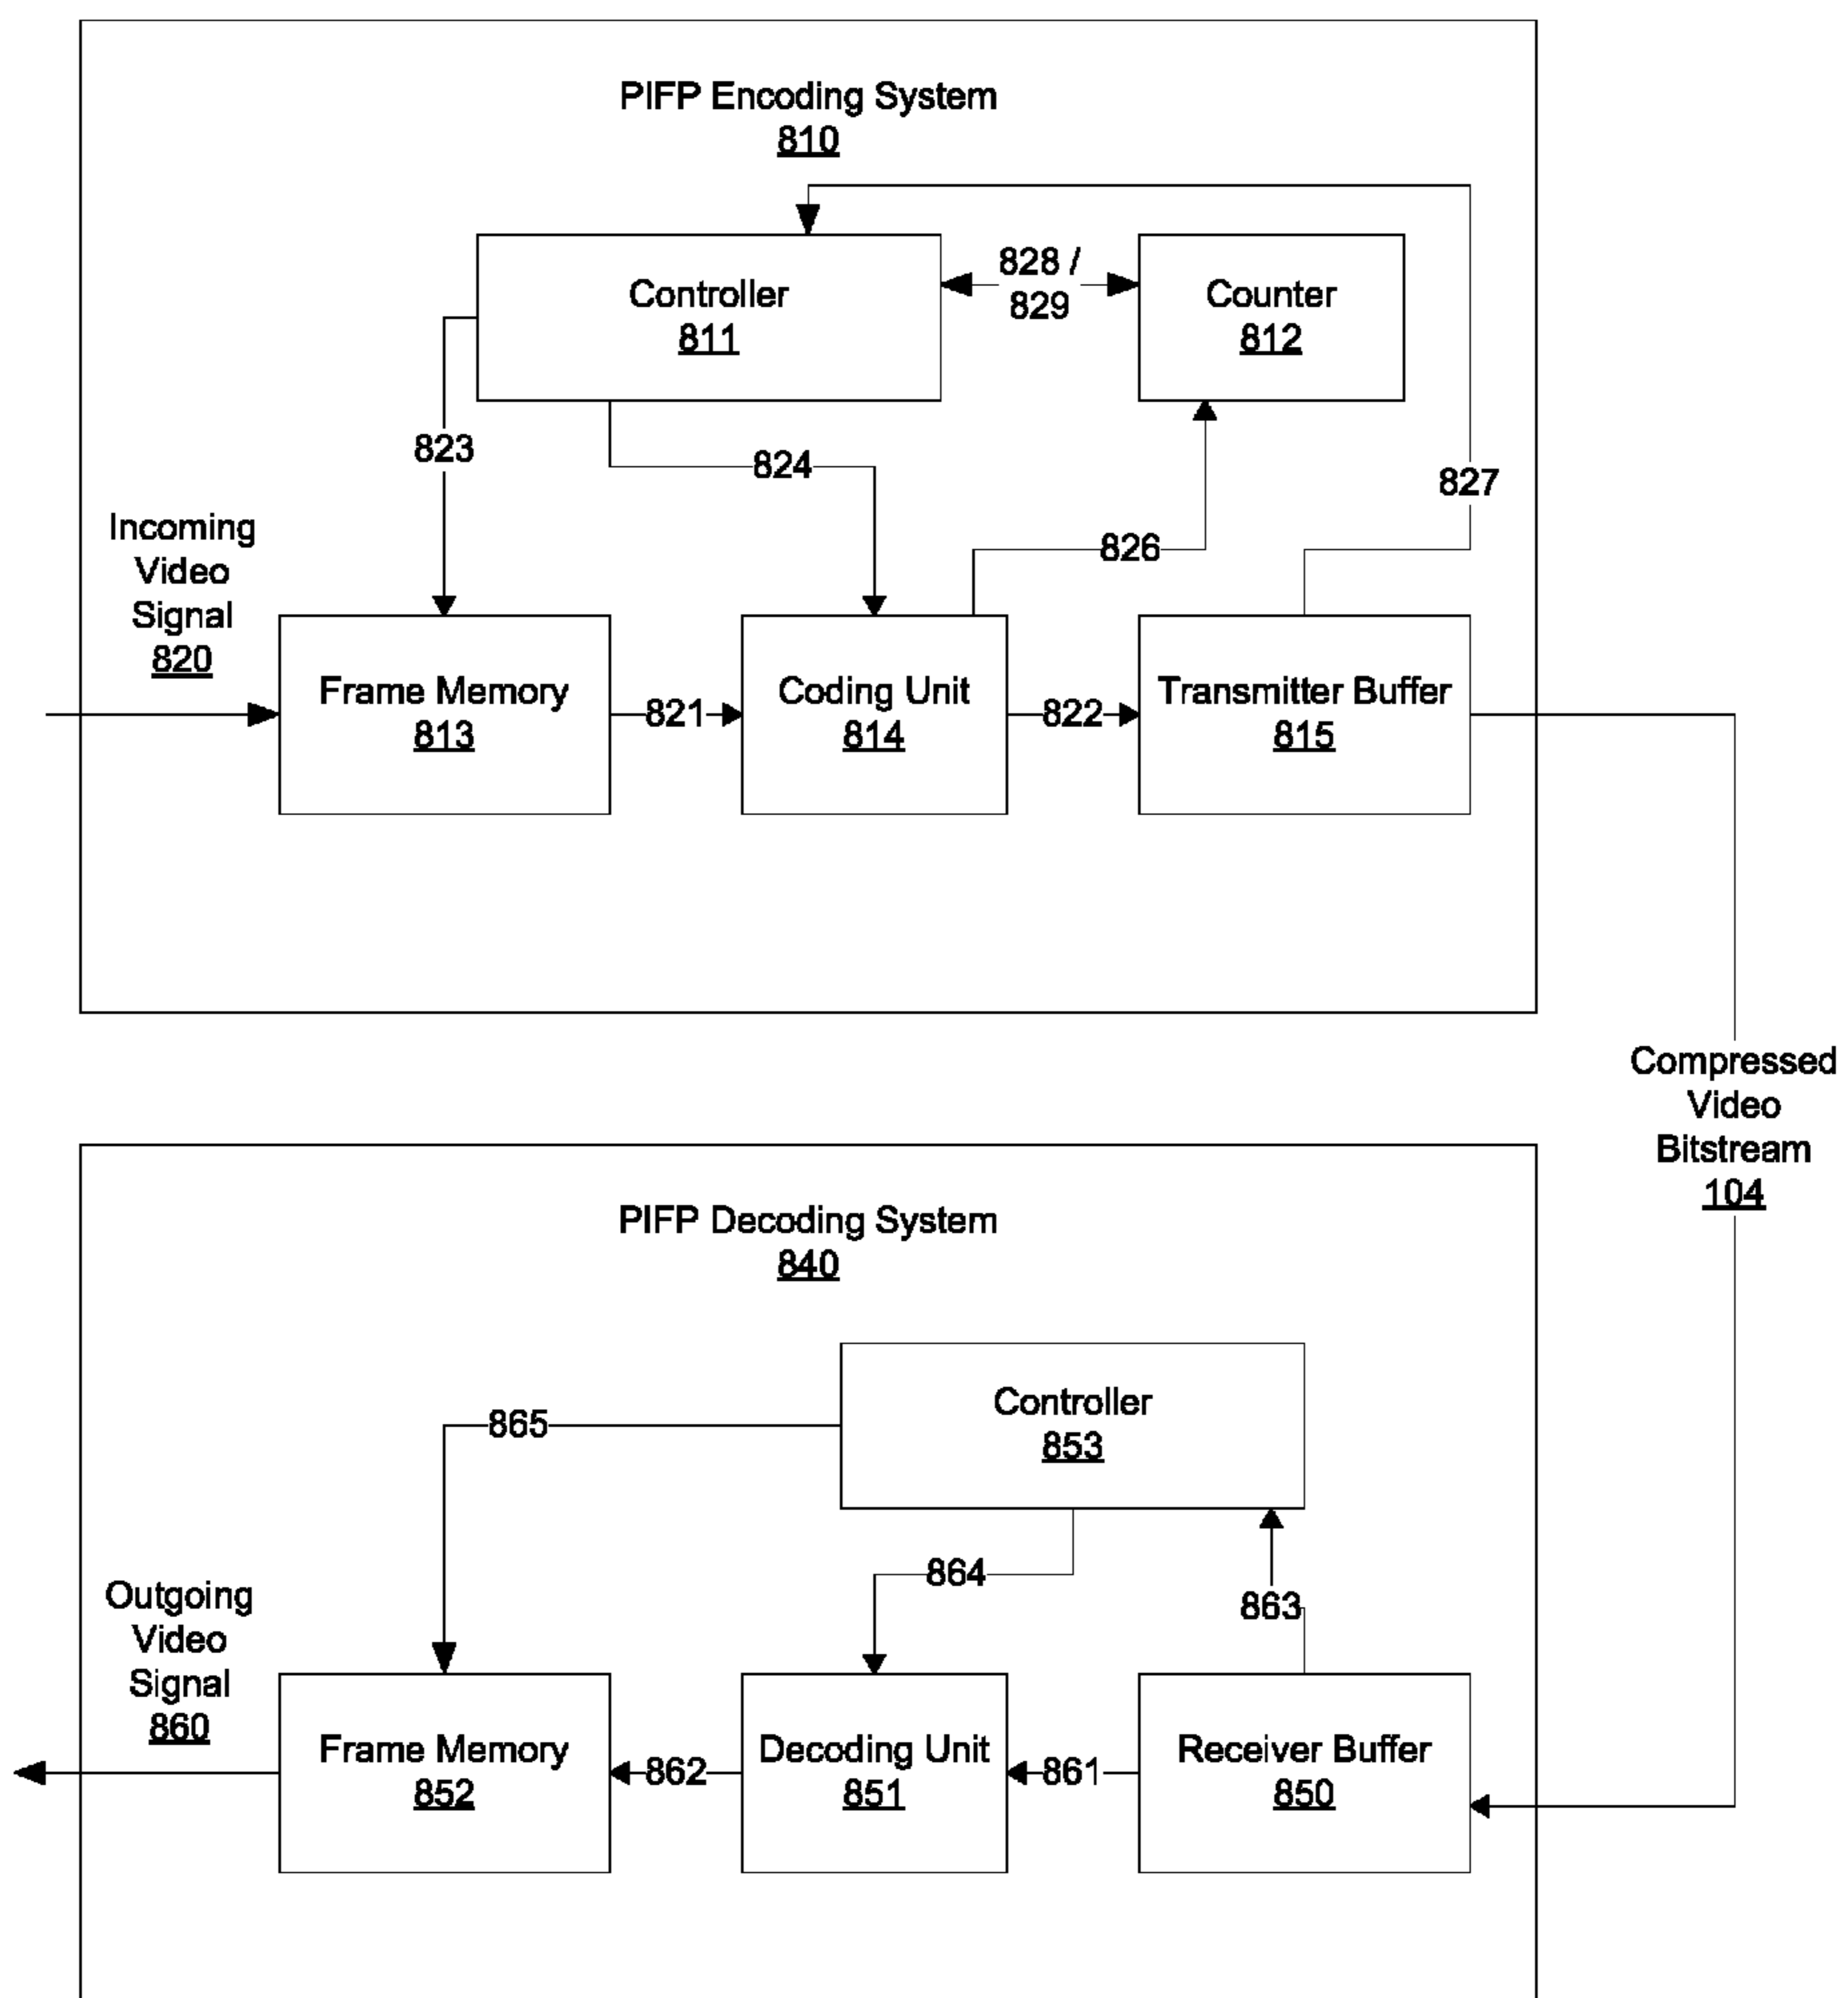 PIFP Encoding System
810
Controller
811
828 /
829
Counter
812
823
824
826
827
Incoming
Video
Signal
820
Frame Memory
813
821
Coding Unit
814
822
Transmitter Buffer
815
Compressed
Video
Bitstream
104
PIFP Decoding System
840
Controller
853
865
864
863
Outgoing
Video
Signal
860
Frame Memory
852
862
Decoding Unit
851
861
Receiver Buffer
850